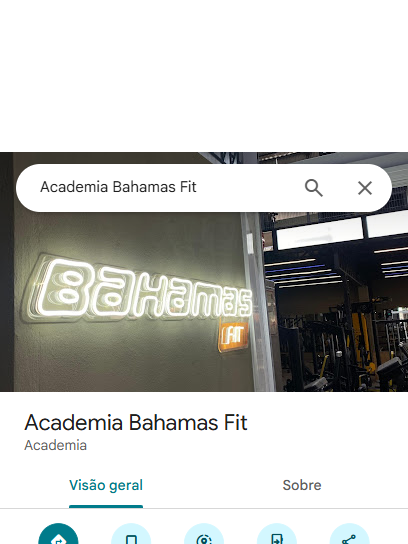 Academia Bahamas Fit
Bahamas
FIT
Academia Bahamas Fit
Academia
Visão geral
Sobre